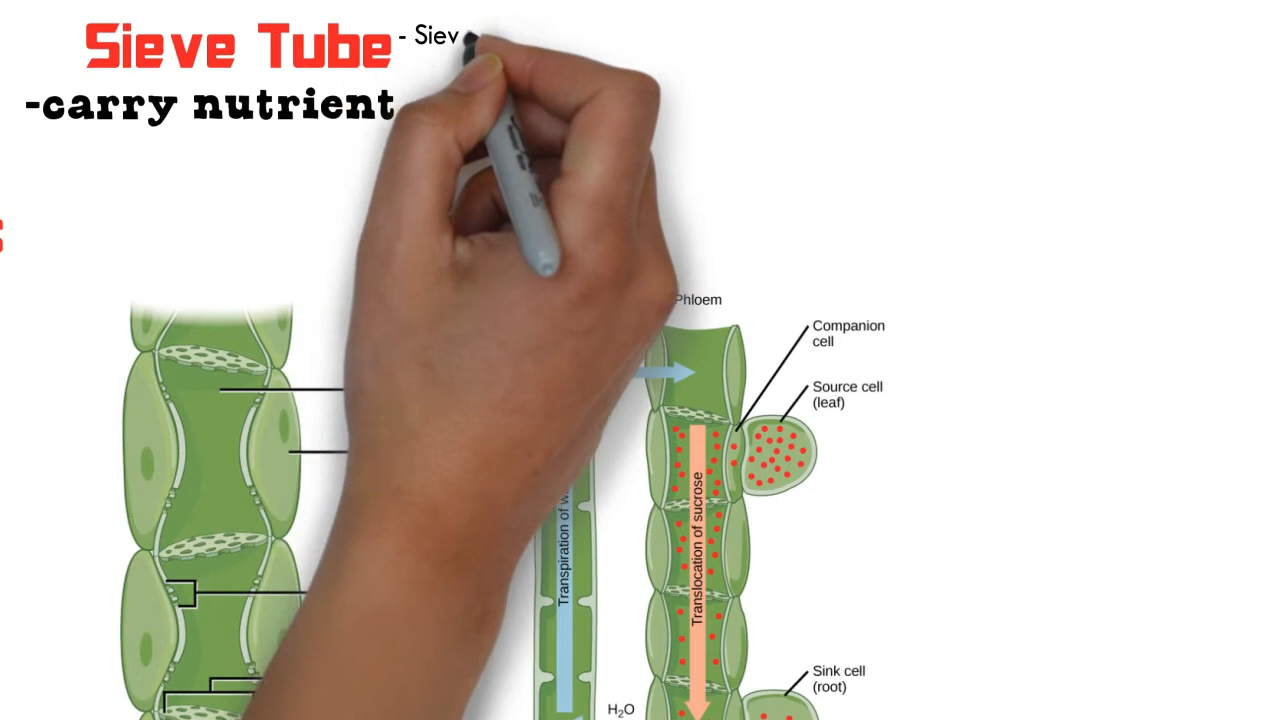 Sieve Tube - Siev
-carry nutrient
Phloem
Companion
cell
Source cell
(leaf)
Transpiration of
Translocation of sucrose
Sink cell
(root)
H₂O